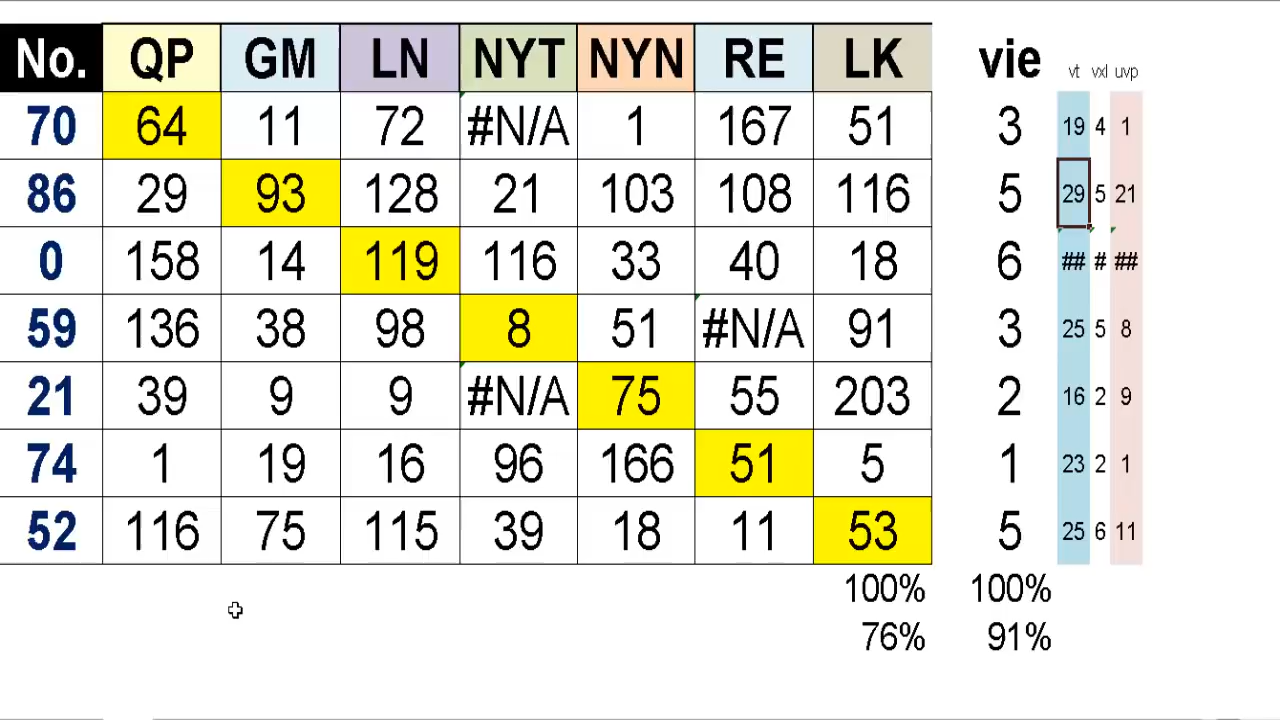 No. QP GM LN NYT NYN RE LK vie vt vxl uvp
70 64 11 72 #N/A 1 167 51 3 19 4 1
86 29 93 128 21 103 108 116 5 29 5 21
0 158 14 119 116 33 40 18 6 ## # ##
59 136 38 98 8 51 #N/A 91 3 25 5 8
21 39 9 9 #N/A 75 55 203 2 16 2 9
74 1 19 16 96 166 51 5 1 23 2 1
52 116 75 115 39 18 11 53 5 25 6 11
100% 100%
76% 91%